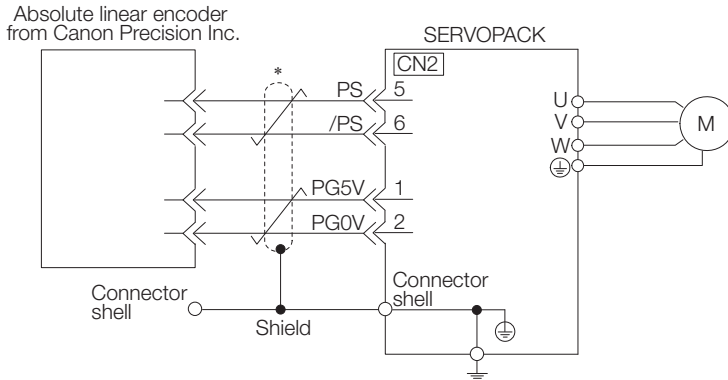 Absolute linear encoder
from Canon Precision Inc.
SERVOPACK
CN2
*
PS 5
/PS 6
PG5V 1
PG0V 2
U
V
W
M
Connector
shell
Shield
Connector
shell